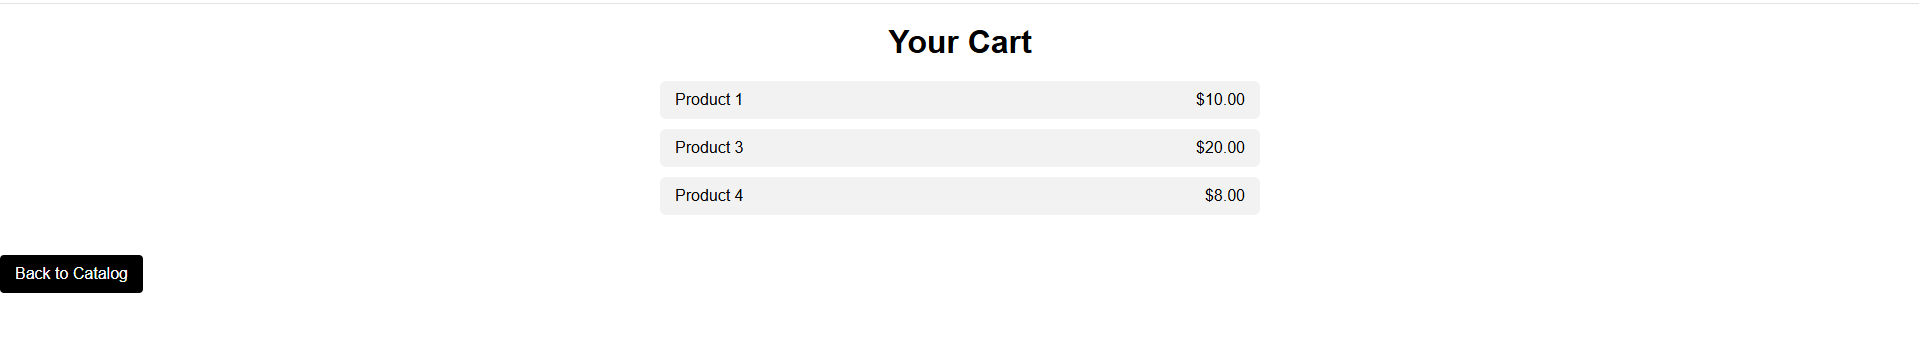 Your Cart
Product 1 $10.00
Product 3 $20.00
Product 4 $8.00
Back to Catalog